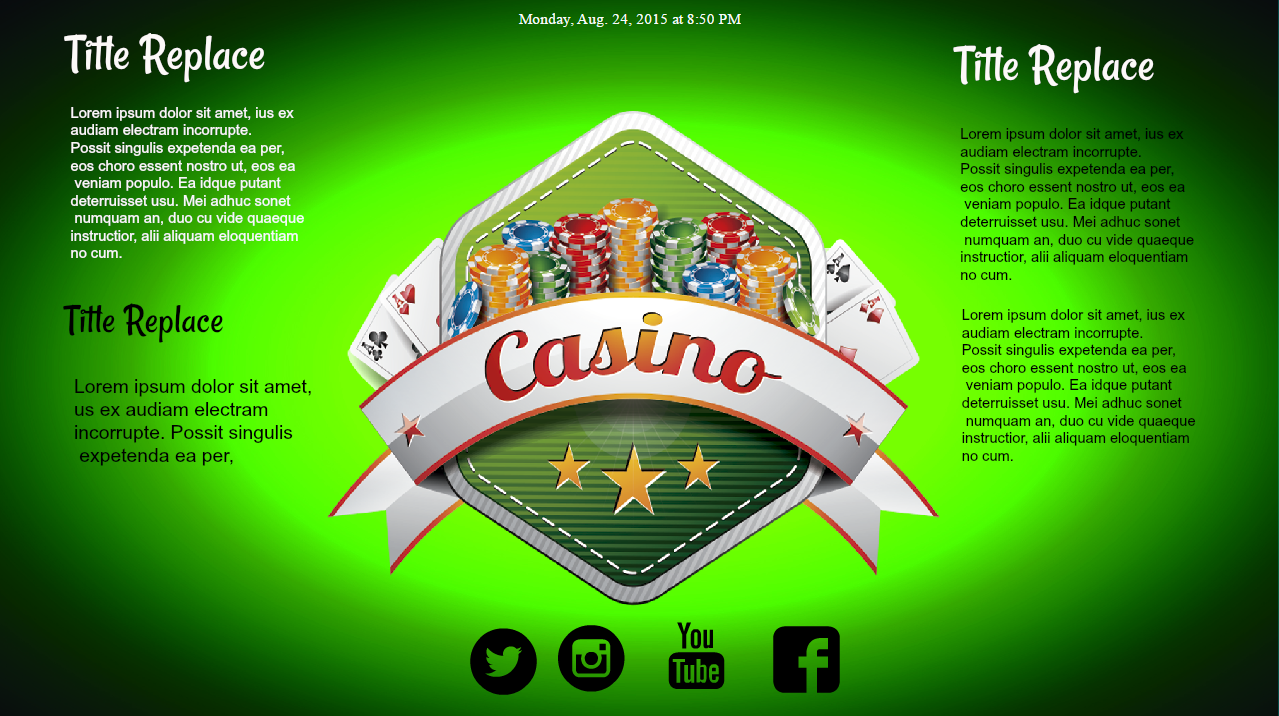 Monday, Aug. 24, 2015 at 8:50 PM
Title Replace
Lorem ipsum dolor sit amet, ius ex
audiam electram incorrupte.
Possit singulis expetenda ea per,
eos choro essent nostro ut, eos ea
veniam populo. Ea idque putant
deterruisset usu. Mei adhuc sonet
numquam an, duo cu vide quaeque
instructior, alii aliquam eloquentiam
no cum.
Title Replace
Lorem ipsum dolor sit amet,
us ex audiam electram
incorrupte. Possit singulis
expetenda ea per,
A
A
A
A
Casino
Title Replace
Lorem ipsum dolor sit amet, ius ex
audiam electram incorrupte.
Possit singulis expetenda ea per,
eos choro essent nostro ut, eos ea
veniam populo. Ea idque putant
deterruisset usu. Mei adhuc sonet
numquam an, duo cu vide quaeque
instructior, alii aliquam eloquentiam
no cum.
Lorem ipsum dolor sit amet, ius ex
audiam electram incorrupte.
Possit singulis expetenda ea per,
eos choro essent nostro ut, eos ea
veniam populo. Ea idque putant
deterruisset usu. Mei adhuc sonet
numquam an, duo cu vide quaeque
instructior, alii aliquam eloquentiam
no cum.
You
Tube
f